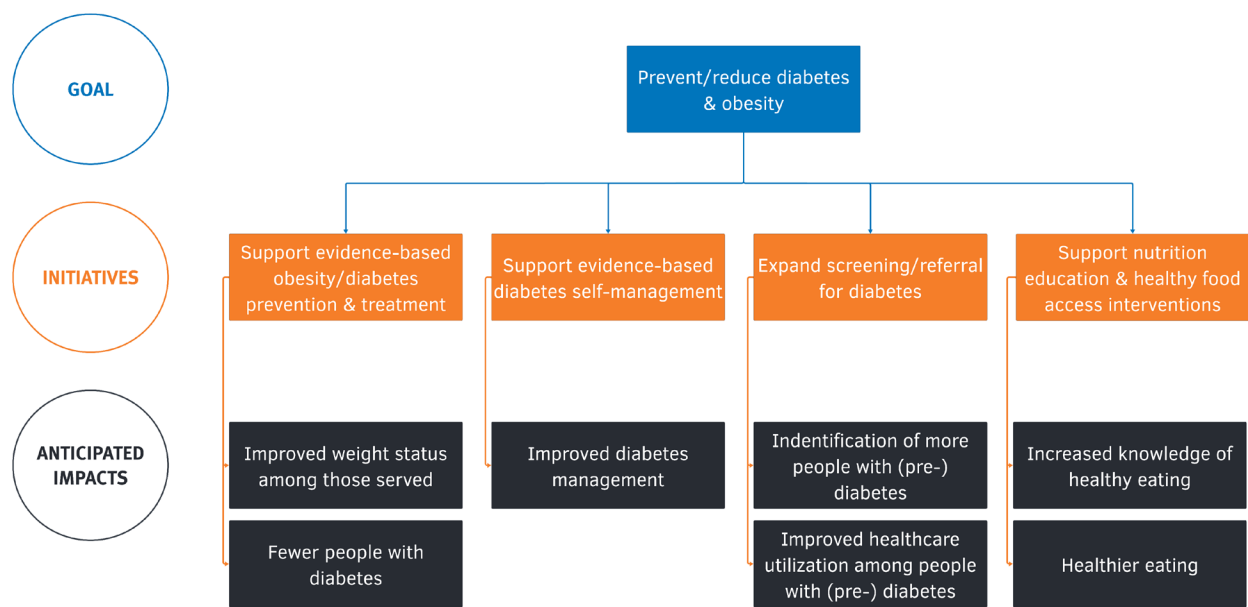 GOAL
Prevent/reduce diabetes
& obesity
INITIATIVES
Support evidence-based
obesity/diabetes
prevention & treatment
Support evidence-based
diabetes self-management
Expand screening/referral
for diabetes
Support nutrition
education & healthy food
access interventions
ANTICIPATED
IMPACTS
Improved weight status
among those served
Improved diabetes
management
Indentification of more
people with (pre-)
diabetes
Increased knowledge of
healthy eating
Fewer people with
diabetes
Improved healthcare
utilization among people
with (pre-) diabetes
Healthier eating